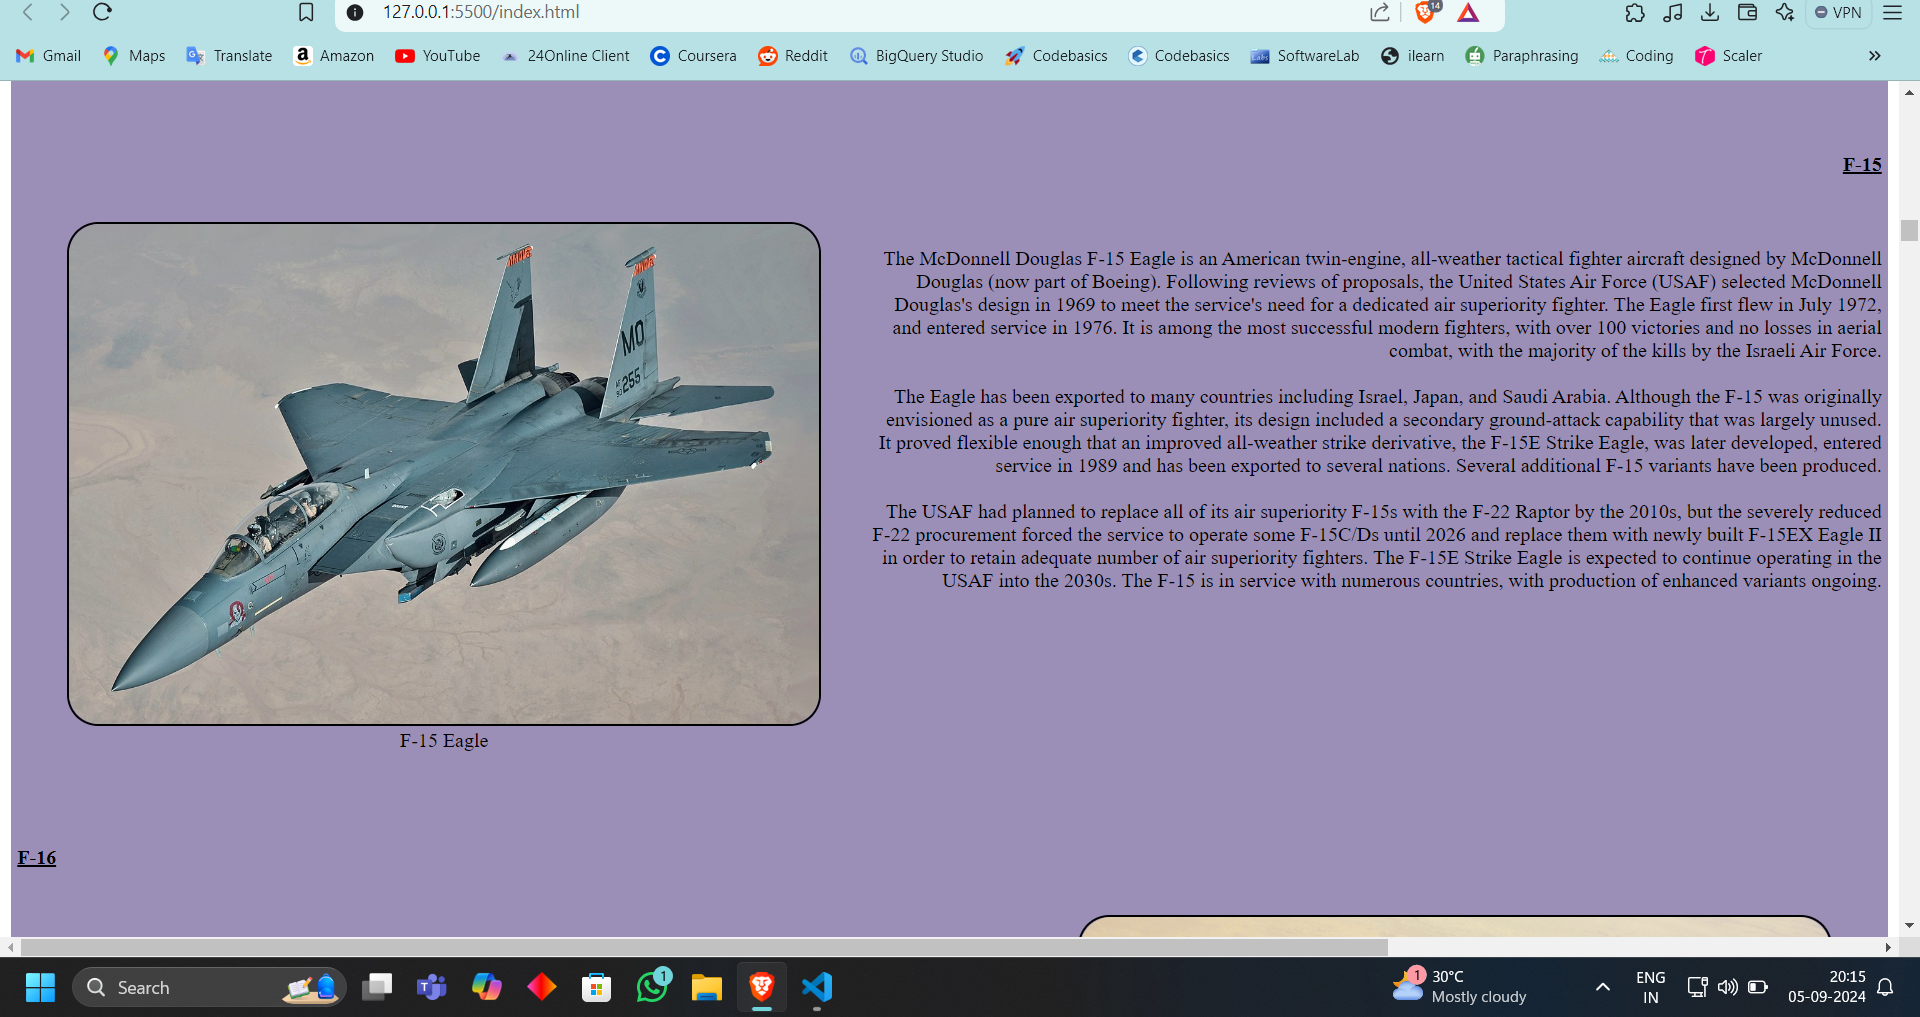 127.0.0.1:5500/index.html
14
VPN
Gmail
Maps
Translate
Amazon
YouTube
24Online Client
Coursera
Reddit
BigQuery Studio
Codebasics
Codebasics
SoftwareLab
ilearn
Paraphrasing
Coding
Scaler
F-15
The McDonnell Douglas F-15 Eagle is an American twin-engine, all-weather tactical fighter aircraft designed by McDonnell
Douglas (now part of Boeing). Following reviews of proposals, the United States Air Force (USAF) selected McDonnell
Douglas's design in 1969 to meet the service's need for a dedicated air superiority fighter. The Eagle first flew in July 1972,
and entered service in 1976. It is among the most successful modern fighters, with over 100 victories and no losses in aerial
combat, with the majority of the kills by the Israeli Air Force.
The Eagle has been exported to many countries including Israel, Japan, and Saudi Arabia. Although the F-15 was originally
envisioned as a pure air superiority fighter, its design included a secondary ground-attack capability that was largely unused.
It proved flexible enough that an improved all-weather strike derivative, the F-15E Strike Eagle, was later developed, entered
service in 1989 and has been exported to several nations. Several additional F-15 variants have been produced.
The USAF had planned to replace all of its air superiority F-15s with the F-22 Raptor by the 2010s, but the severely reduced
F-22 procurement forced the service to operate some F-15C/Ds until 2026 and replace them with newly built F-15EX Eagle II
in order to retain adequate number of air superiority fighters. The F-15E Strike Eagle is expected to continue operating in the
USAF into the 2030s. The F-15 is in service with numerous countries, with production of enhanced variants ongoing.
MO
AF
90 255
F-15 Eagle
F-16
Search
1
1
30°C
Mostly cloudy
ENG
IN
20:15
05-09-2024